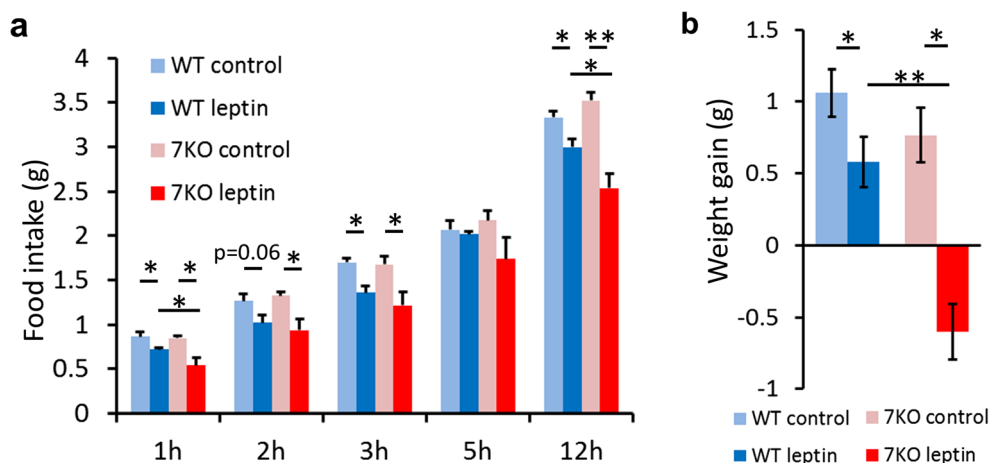 a
Food intake (g)
4
3.5
3
2.5
2
1.5
1
0.5
0
WT control
WT leptin
7KO control
7KO leptin
* * *
p=0.06 *
* *
* ** *
1h 2h 3h 5h 12h
b
Weight gain (g)
1.5
1
0.5
0
-0.5
-1
* *
**
WT control 7KO control
WT leptin 7KO leptin